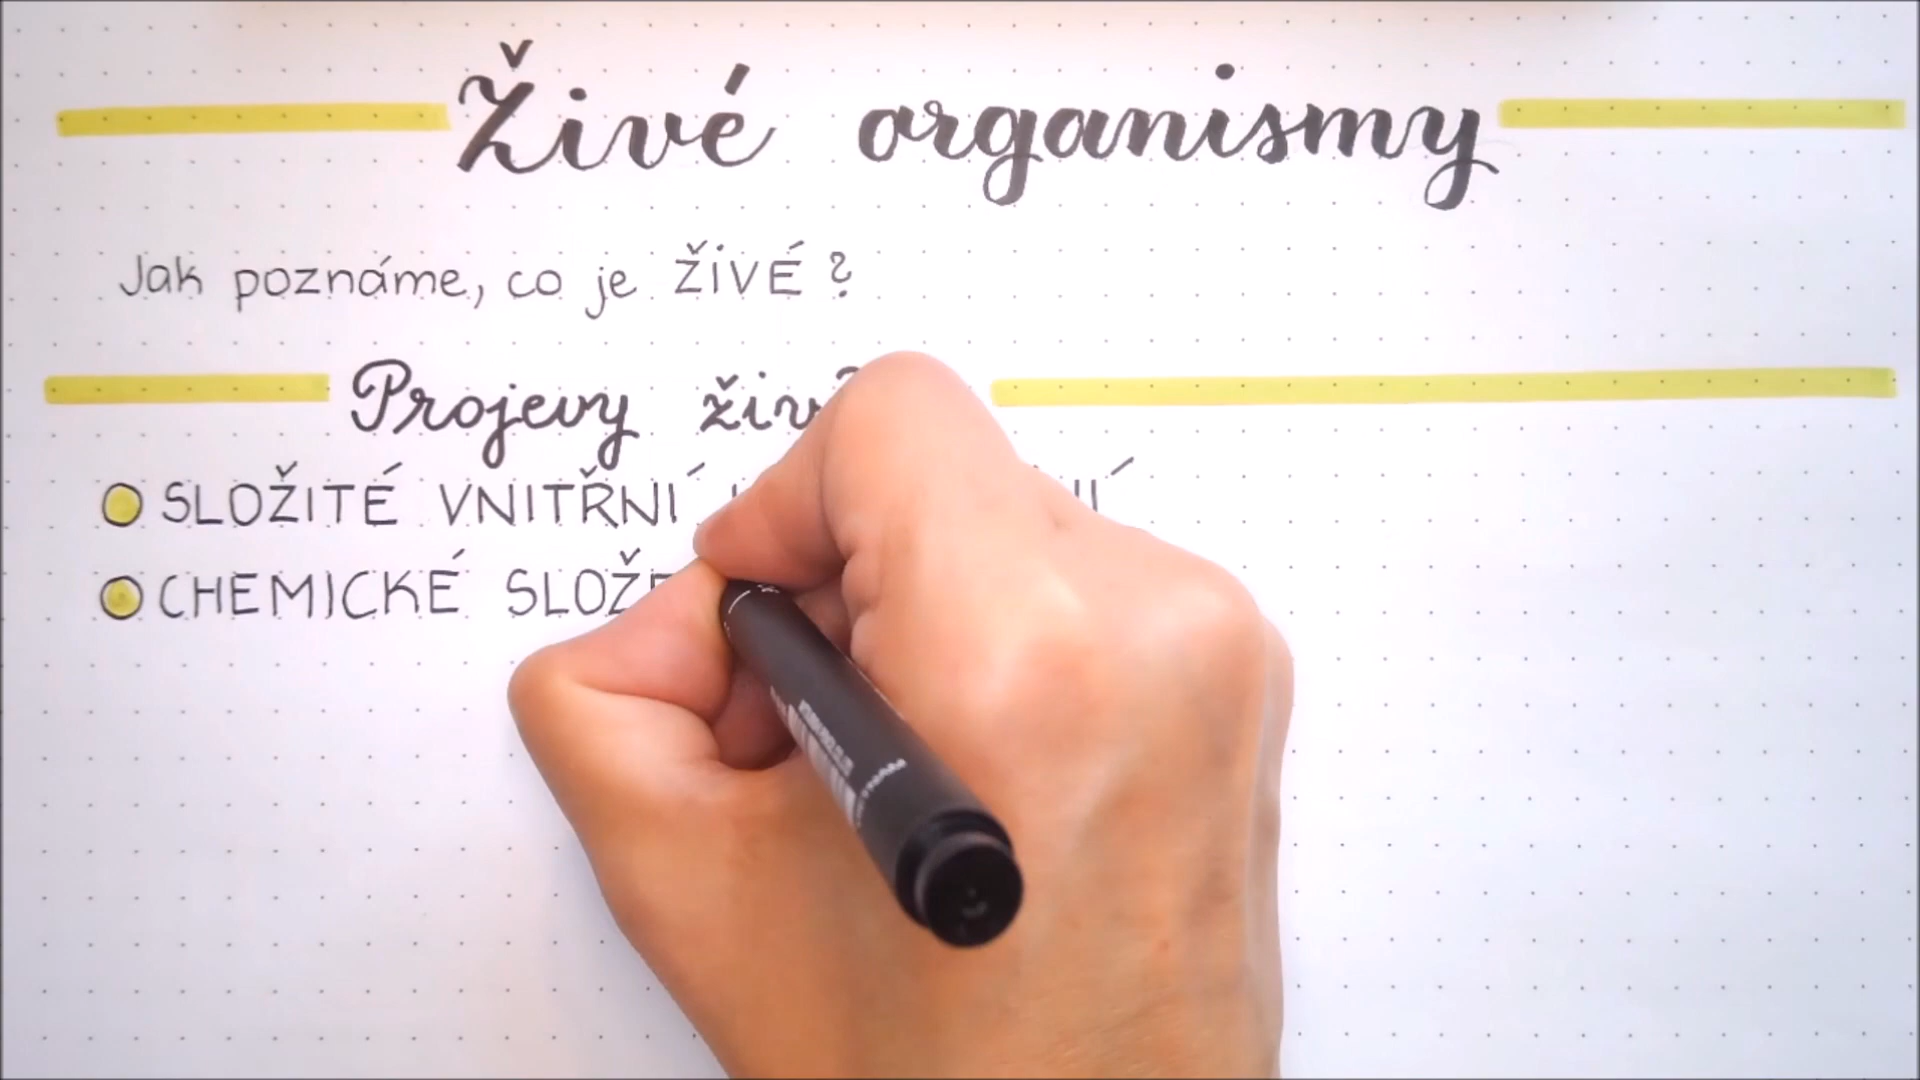 Živé organismy
Jak poznáme, co je ŽIVÉ?
Projevy
SLOŽITÉ VNITŘNÍ
CHEMICKÉ